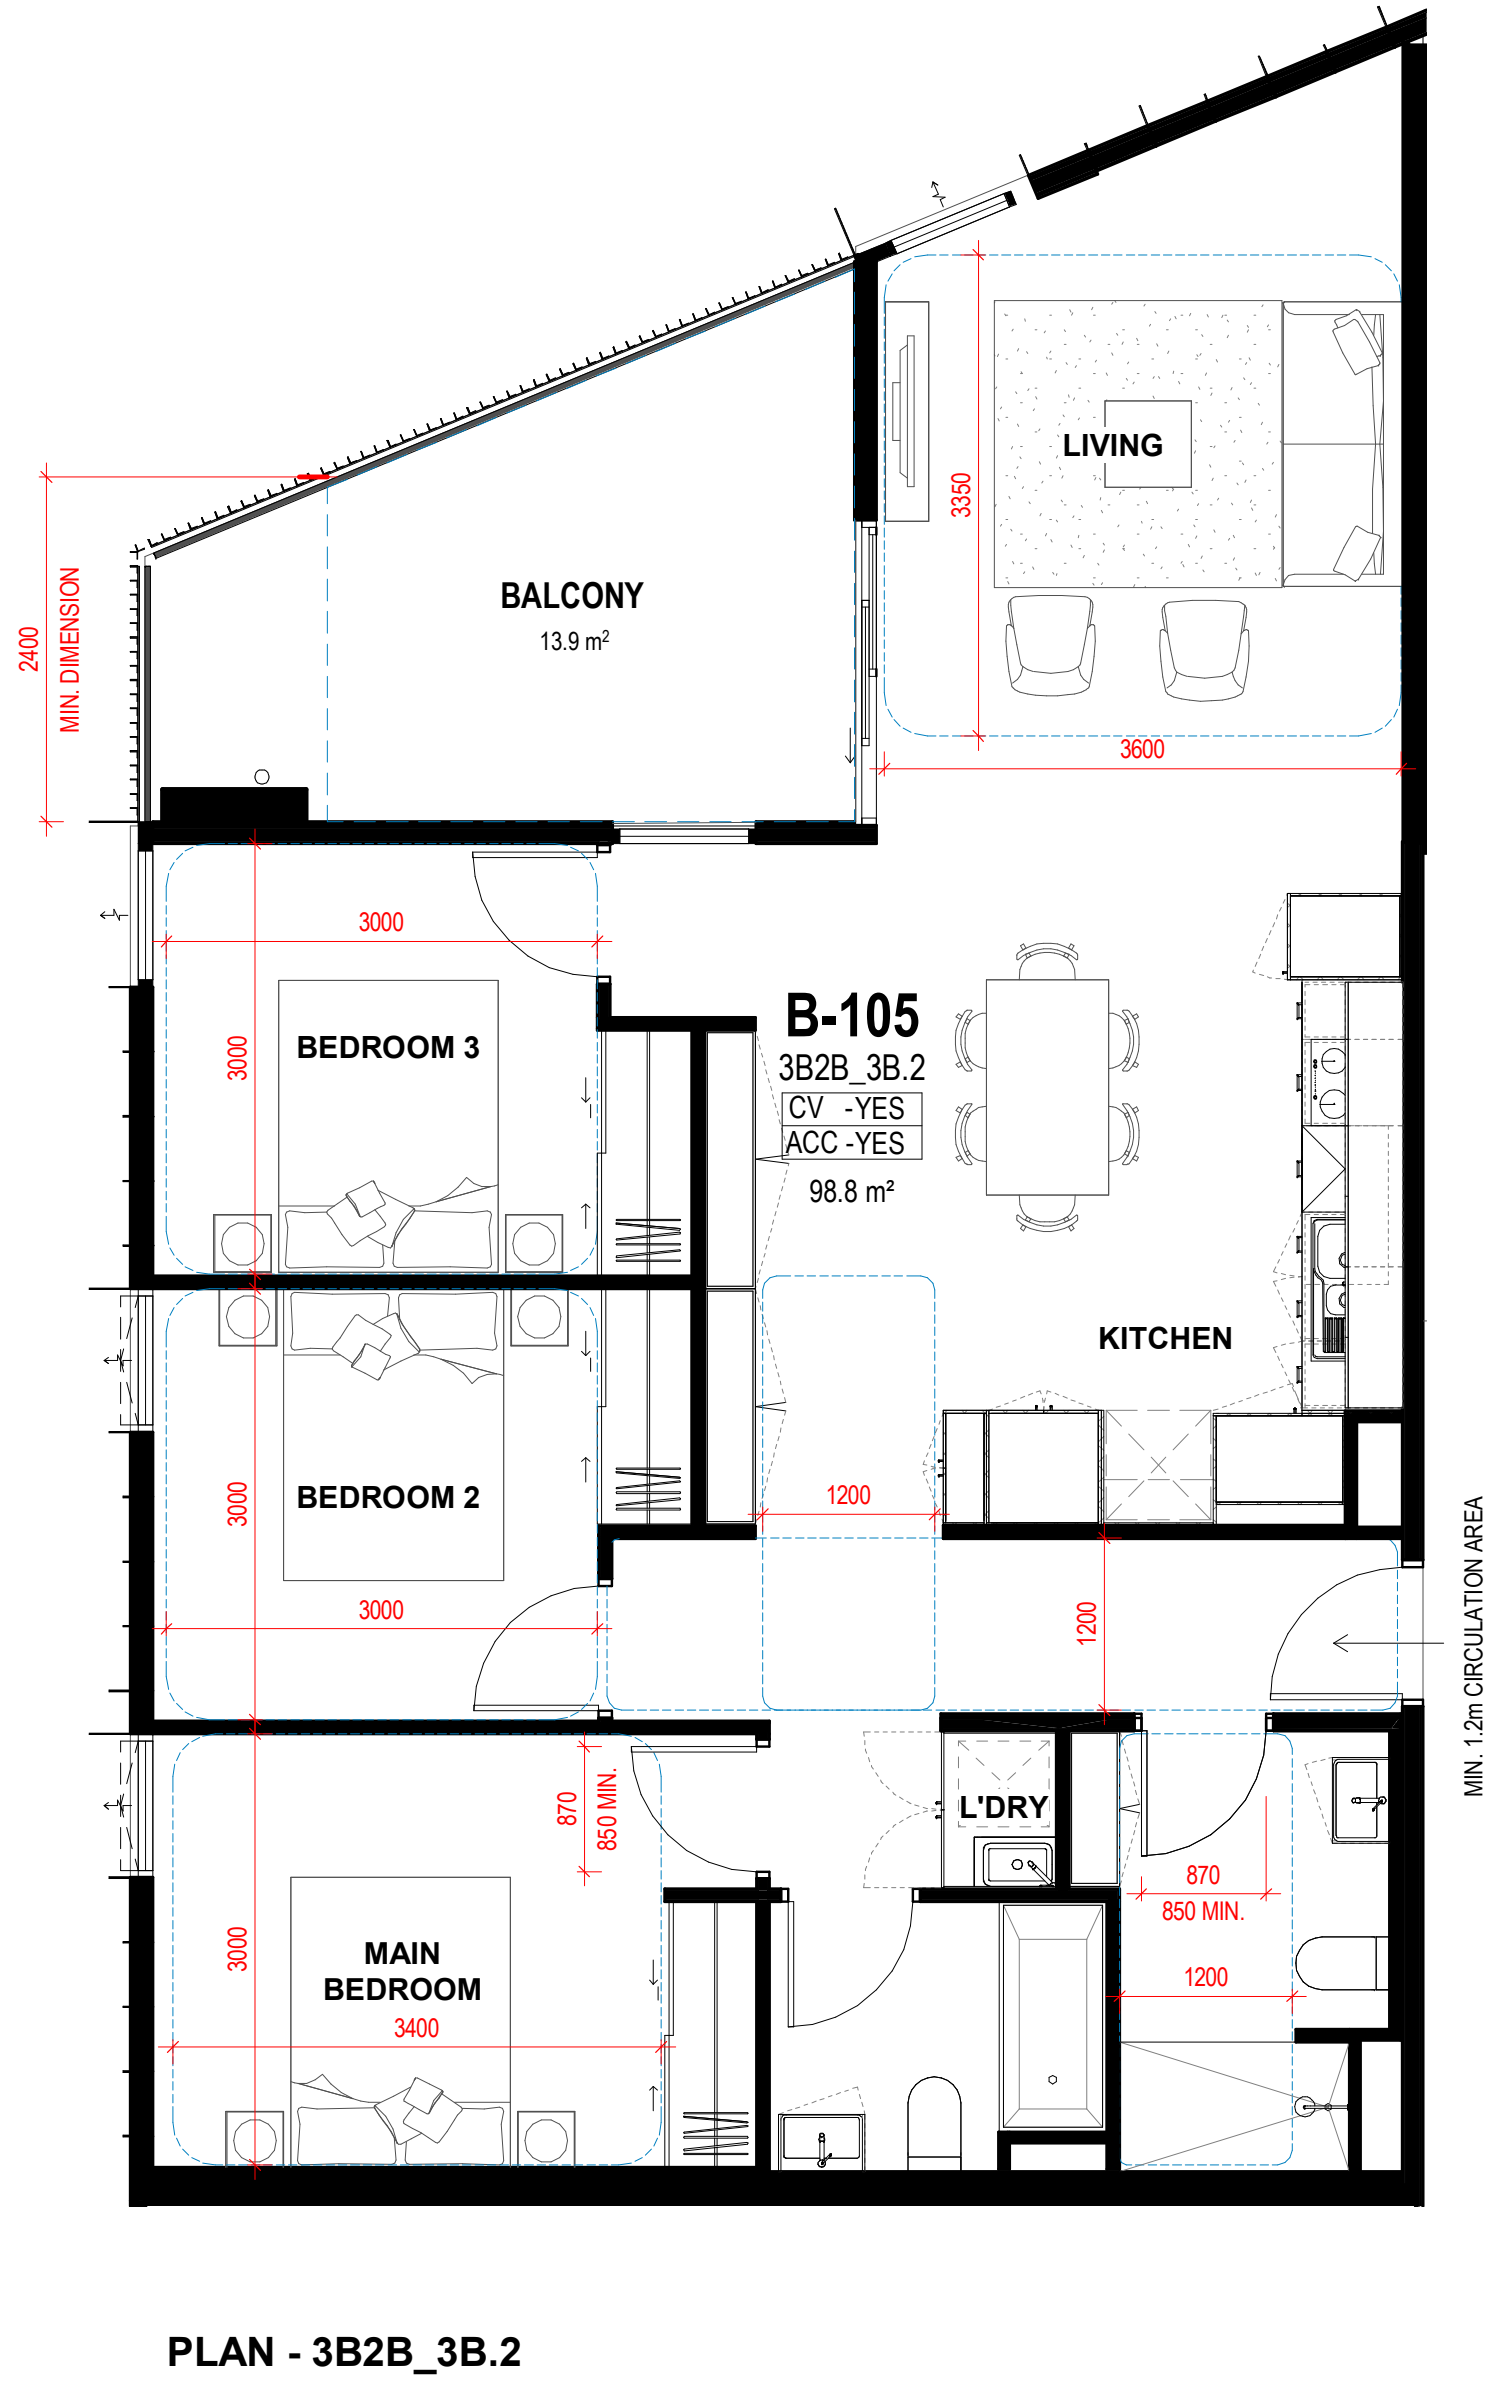 LIVING
3350
3600
BALCONY
13.9 m²
2400
MIN. DIMENSION
3000
3000
BEDROOM 3
B-105
3B2B_3B.2
CV -YES
ACC -YES
98.8 m²
KITCHEN
3000
BEDROOM 2
3000
1200
1200
MIN. 1.2m CIRCULATION AREA
870
850 MIN.
L'DRY
870
850 MIN.
1200
3000
MAIN
BEDROOM
3400
PLAN - 3B2B_3B.2